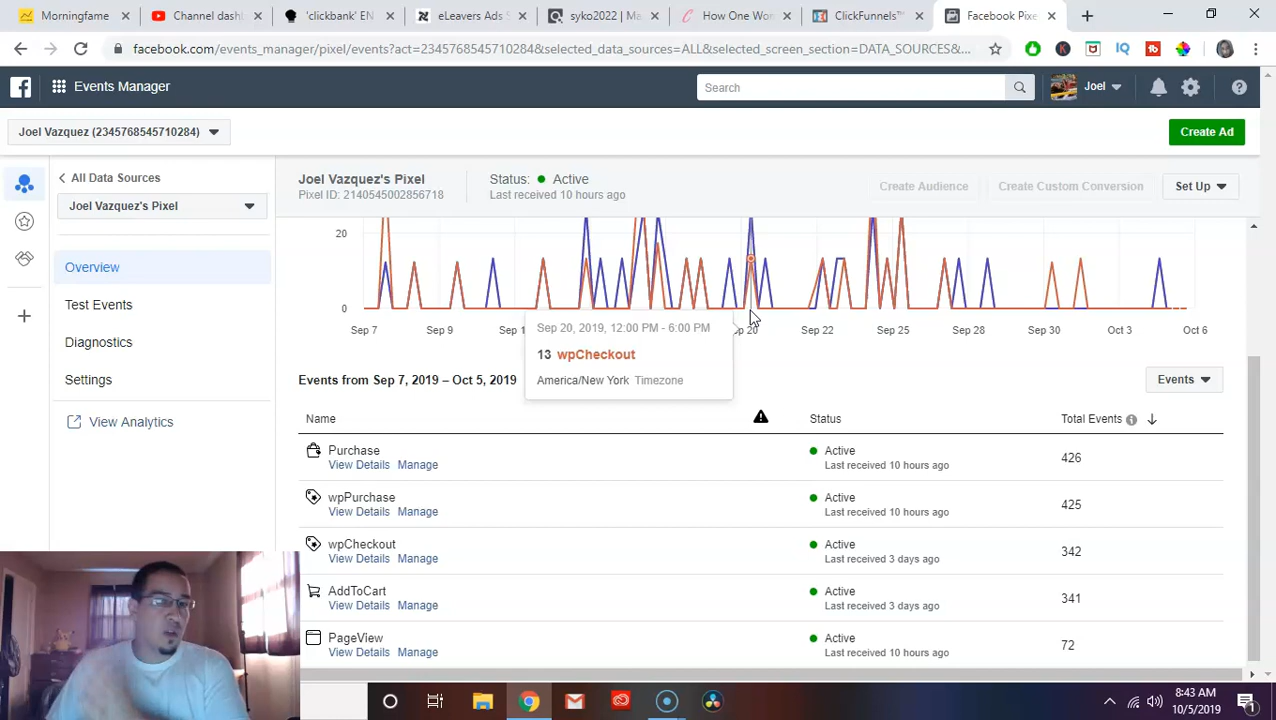 Morningfame
Channel dash
'clickbank' EN
eLeavers Ads S
syko2022 | Ma
How One Wom
ClickFunnels™
Facebook Pixe
facebook.com/events_manager/pixel/events?act=2345768545710284&selected_data_sources=ALL&selected_screen_section=DATA_SOURCES&...
Events Manager
Search
Joel
Joel Vazquez (2345768545710284)
Create Ad
All Data Sources
Joel Vazquez's Pixel
Overview
Test Events
Diagnostics
Settings
View Analytics
Joel Vazquez's Pixel
Pixel ID: 2140545002856718
Status: Active
Last received 10 hours ago
Create Audience
Create Custom Conversion
Set Up
20
0
Sep 7
Sep 9
Sep 1
p 20
Sep 22
Sep 25
Sep 28
Sep 30
Oct 3
Oct 6
Sep 20, 2019, 12:00 PM - 6:00 PM
13 wpCheckout
America/New York Timezone
Events from Sep 7, 2019 – Oct 5, 2019
Events
Name
Status
Total Events
Purchase
View Details Manage
Active
Last received 10 hours ago
426
wpPurchase
View Details Manage
Active
Last received 10 hours ago
425
wpCheckout
View Details Manage
Active
Last received 3 days ago
342
AddToCart
View Details Manage
Active
Last received 3 days ago
341
PageView
View Details Manage
Active
Last received 10 hours ago
72
8:43 AM
10/5/2019